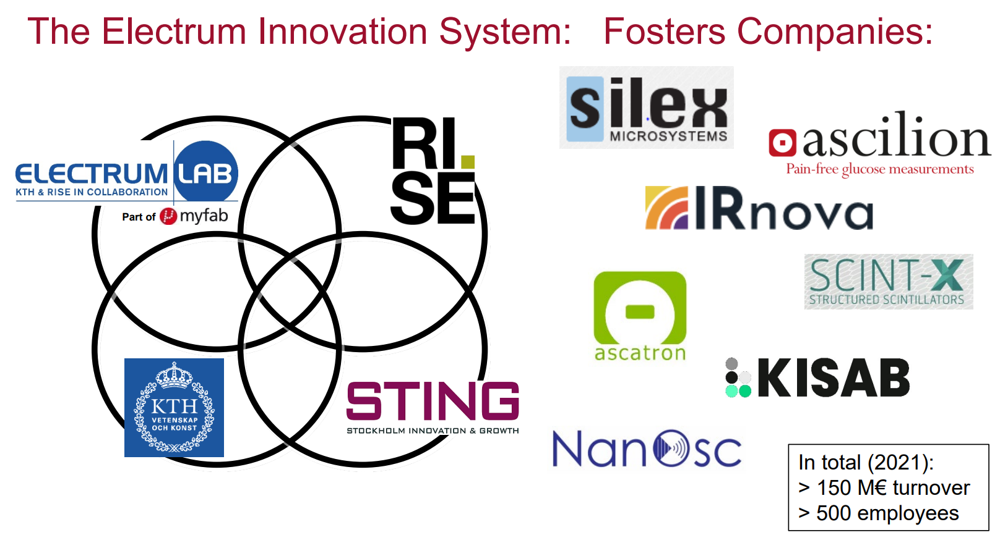 The Electrum Innovation System: Fosters Companies:
ELECTRUM LAB
KTH & RISE IN COLLABORATION
Part of myfab
RI.
SE
KTH
VETENSKAP
OCH KONST
STING
STOCKHOLM INNOVATION & GROWTH
silex
MICROSYSTEMS
ascilion
Pain-free glucose measurements
IRnova
SCINT-X
STRUCTURED SCINTILLATORS
ascatron
KISAB
NanOsc
In total (2021):
> 150 M€ turnover
> 500 employees